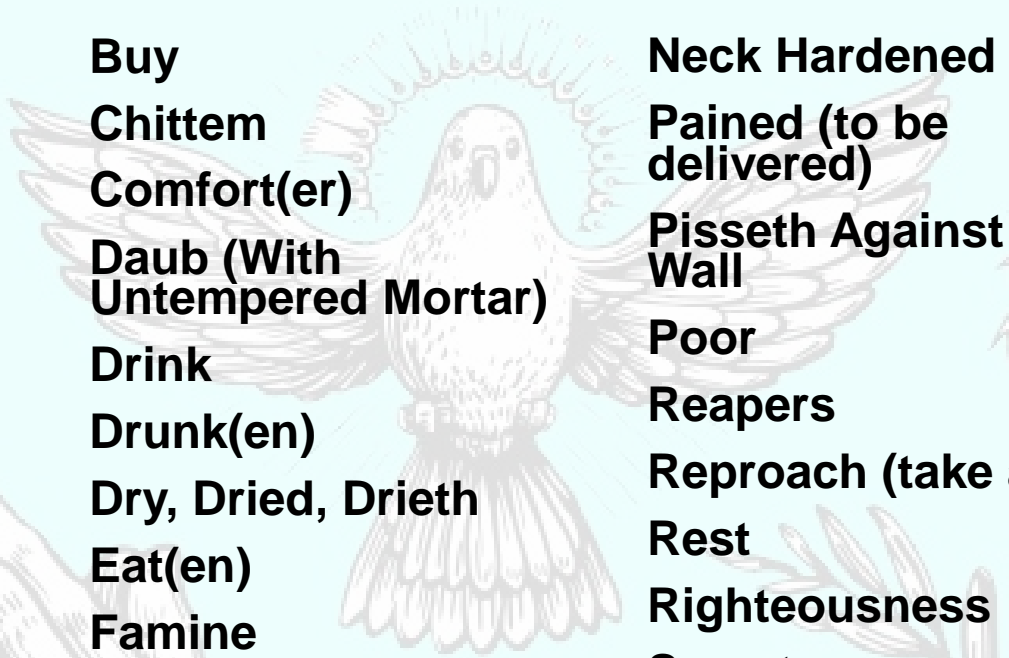 Buy
Chittem
Comfort(er)
Daub (With
Untempered Mortar)
Drink
Drunk(en)
Dry, Dried, Drieth
Eat(en)
Famine
Neck Hardened
Pained (to be
delivered)
Pisseth Against
Wall
Poor
Reapers
Reproach (take
Rest
Righteousness